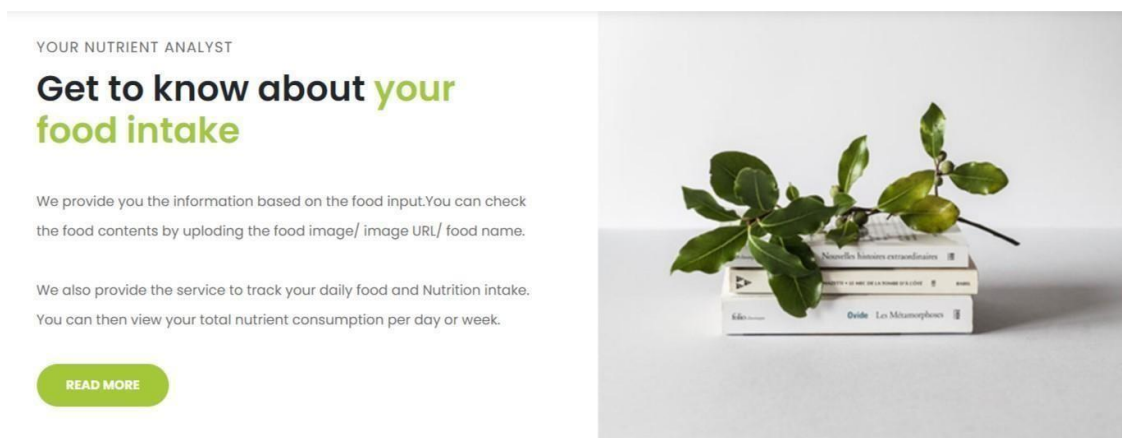 YOUR NUTRIENT ANALYST
Get to know about your
food intake
We provide you the information based on the food input.You can check
the food contents by uploding the food image/ image URL/ food name.
We also provide the service to track your daily food and Nutrition intake.
You can then view your total nutrient consumption per day or week.
READ MORE
Nouvelles histoires extraordinaires
folio
Ovide Les Métamorphoses